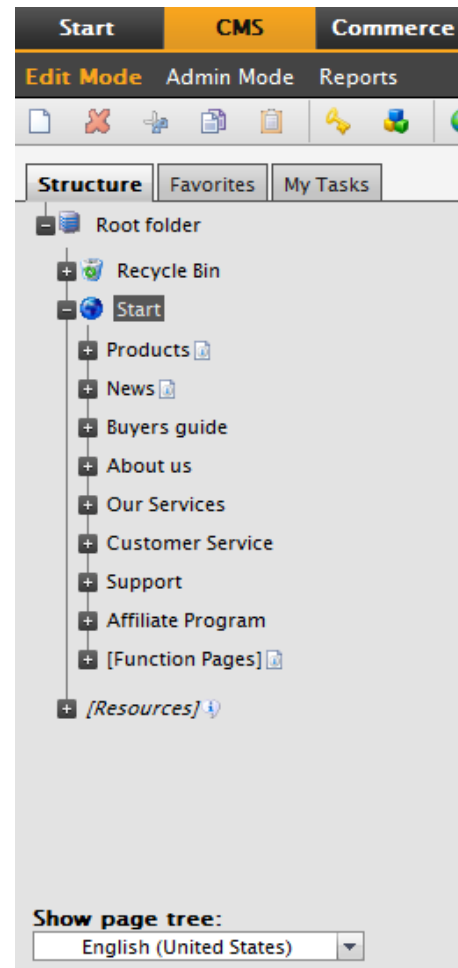 Start CMS Commerce
Edit Mode Admin Mode Reports
Structure Favorites My Tasks
Root folder
Recycle Bin
Start
Products
News
Buyers guide
About us
Our Services
Customer Service
Support
Affiliate Program
[Function Pages]
[Resources]
Show page tree:
English (United States)